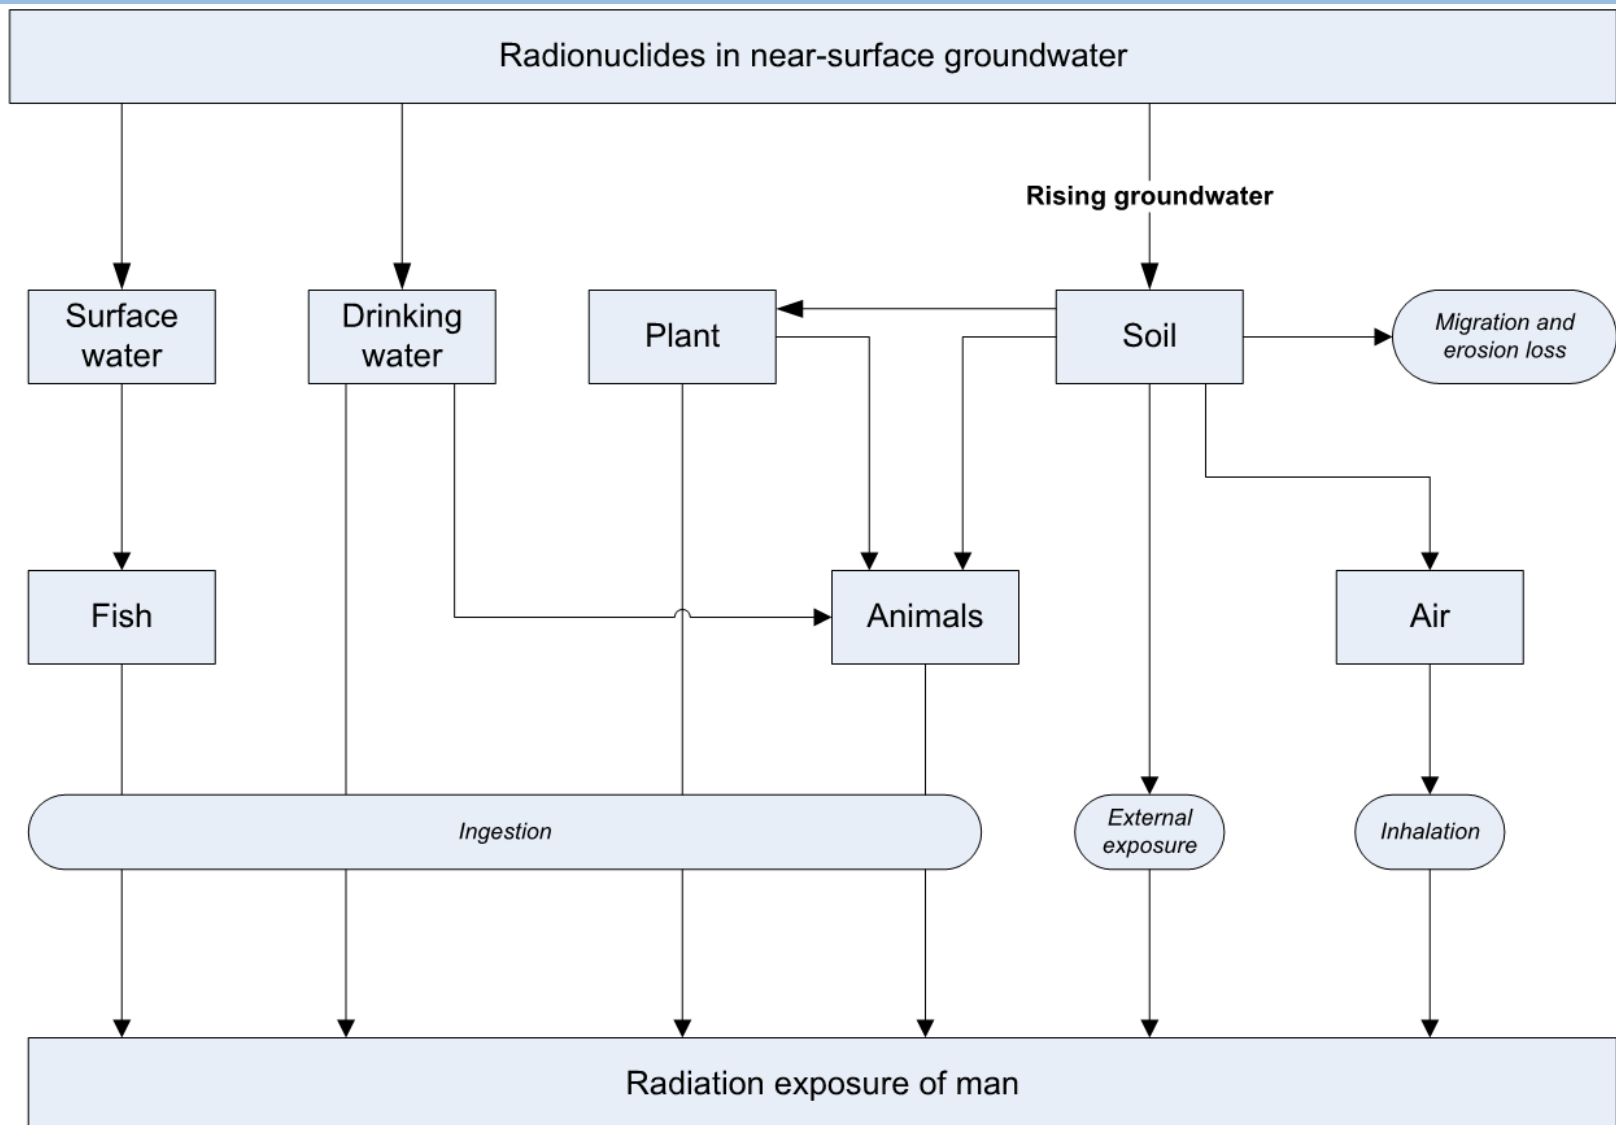 Radionuclides in near-surface groundwater
Rising groundwater
Surface
water
Drinking
water
Plant
Soil
Migration and
erosion loss
Fish
Animals
Air
Ingestion
External
exposure
Inhalation
Radiation exposure of man